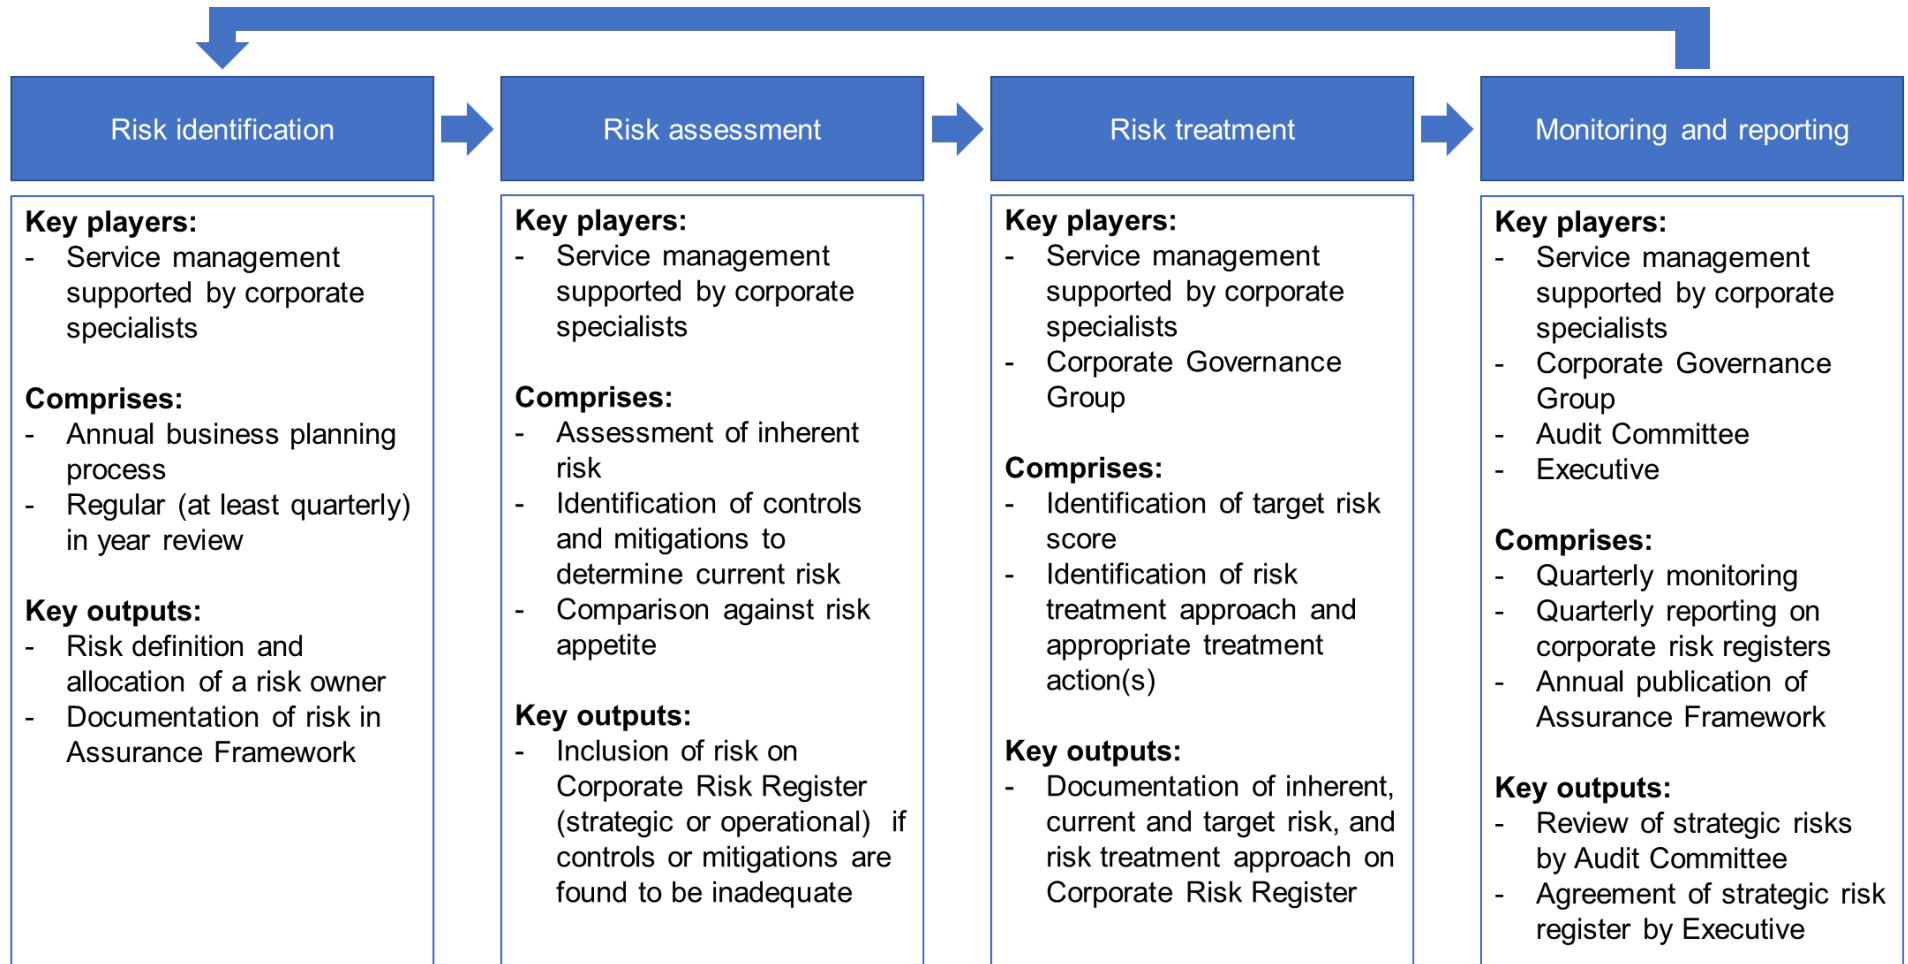 Risk identification
Key players:
- Service management
supported by corporate
specialists
Comprises:
- Annual business planning
process
- Regular (at least quarterly)
in year review
Key outputs:
- Risk definition and
allocation of a risk owner
- Documentation of risk in
Assurance Framework
Risk assessment
Key players:
- Service management
supported by corporate
specialists
Comprises:
- Assessment of inherent
risk
- Identification of controls
and mitigations to
determine current risk
- Comparison against risk
appetite
Key outputs:
- Inclusion of risk on
Corporate Risk Register
(strategic or operational) if
controls or mitigations are
found to be inadequate
Risk treatment
Key players:
- Service management
supported by corporate
specialists
- Corporate Governance
Group
Comprises:
- Identification of target risk
score
- Identification of risk
treatment approach and
appropriate treatment
action(s)
Key outputs:
- Documentation of inherent,
current and target risk, and
risk treatment approach on
Corporate Risk Register
Monitoring and reporting
Key players:
- Service management
supported by corporate
specialists
- Corporate Governance
Group
- Audit Committee
- Executive
Comprises:
- Quarterly monitoring
- Quarterly reporting on
corporate risk registers
- Annual publication of
Assurance Framework
Key outputs:
- Review of strategic risks
by Audit Committee
- Agreement of strategic risk
register by Executive